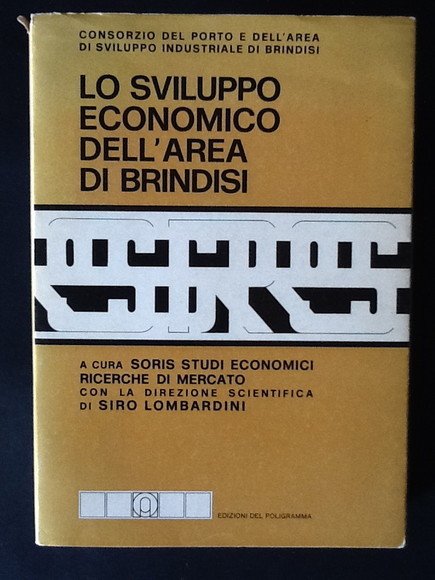 CONSORZIO DEL PORTO E DELL'AREA
DI SVILUPPO INDUSTRIALE DI BRINDISI
LO SVILUPPO
ECONOMICO
DELL'AREA
DI BRINDISI
A CURA SORIS STUDI ECONOMICI
RICERCHE DI MERCATO
CON LA DIREZIONE SCIENTIFICA
DI SIRO LOMBARDINI
EDIZIONI DEL POLIGRAMMA